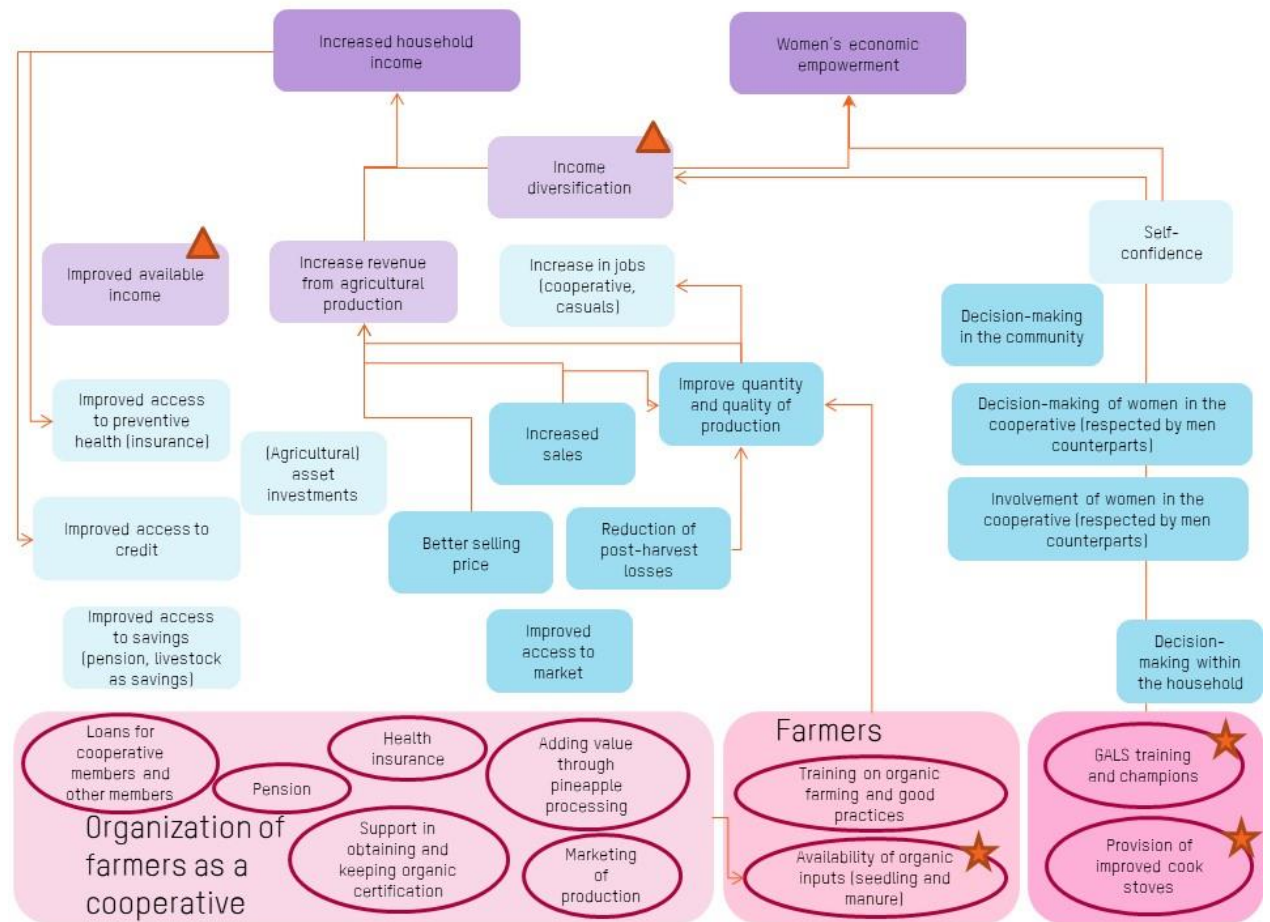 Increased household
income
Women's economic
empowerment
Income
diversification
Self-
confidence
Improved available
income
Increase revenue
from agricultural
production
Increase in jobs
(cooperative,
casuals)
Decision-making
in the community
Improved access
to preventive
health (insurance)
(Agricultural)
asset
investments
Increased
sales
Improve quantity
and quality of
production
Decision-making of women in the
cooperative (respected by men
counterparts)
Involvement of women in the
cooperative (respected by men
counterparts)
Improved access to
credit
Better selling
price
Reduction of
post-harvest
losses
Improved access
to savings
(pension, livestock
as savings)
Improved
access to
market
Decision-
making within
the household
Loans for
cooperative
members and
other members
Pension
Health
insurance
Adding value
through
pineapple
processing
Support in
obtaining and
keeping organic
certification
Marketing
of
production
Organization of
farmers as a
cooperative
Farmers
Training on organic
farming and good
practices
Availability of organic
inputs (seedling and
manure)
GALS training
and champions
Provision of
improved cook
stoves